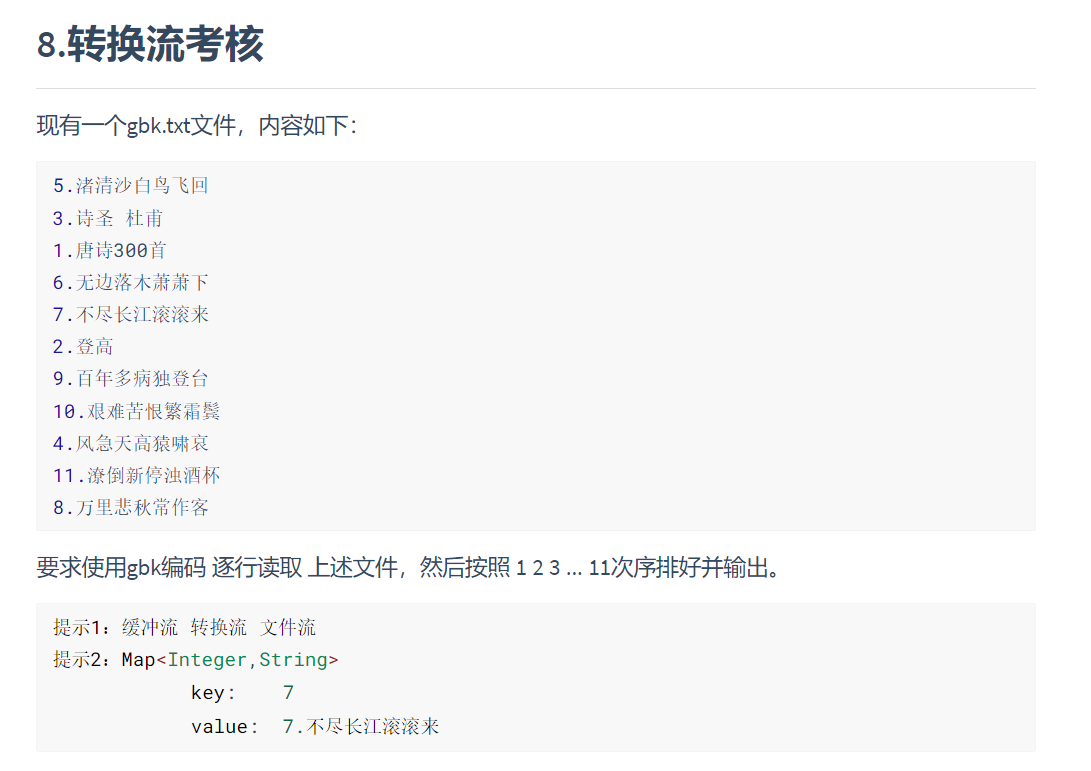 8.转换流考核
现有一个gbk.txt文件，内容如下：
5.渚清沙白鸟飞回
3.诗圣 杜甫
1.唐诗300首
6.无边落木萧萧下
7.不尽长江滚滚来
2.登高
9.百年多病独登台
10.艰难苦恨繁霜鬓
4.风急天高猿啸哀
11.潦倒新停浊酒杯
8.万里悲秋常作客
要求使用gbk编码 逐行读取 上述文件，然后按照 1 2 3 ... 11次序排好并输出。
提示1：缓冲流 转换流 文件流
提示2：Map<Integer,String>
key: 7
value: 7.不尽长江滚滚来